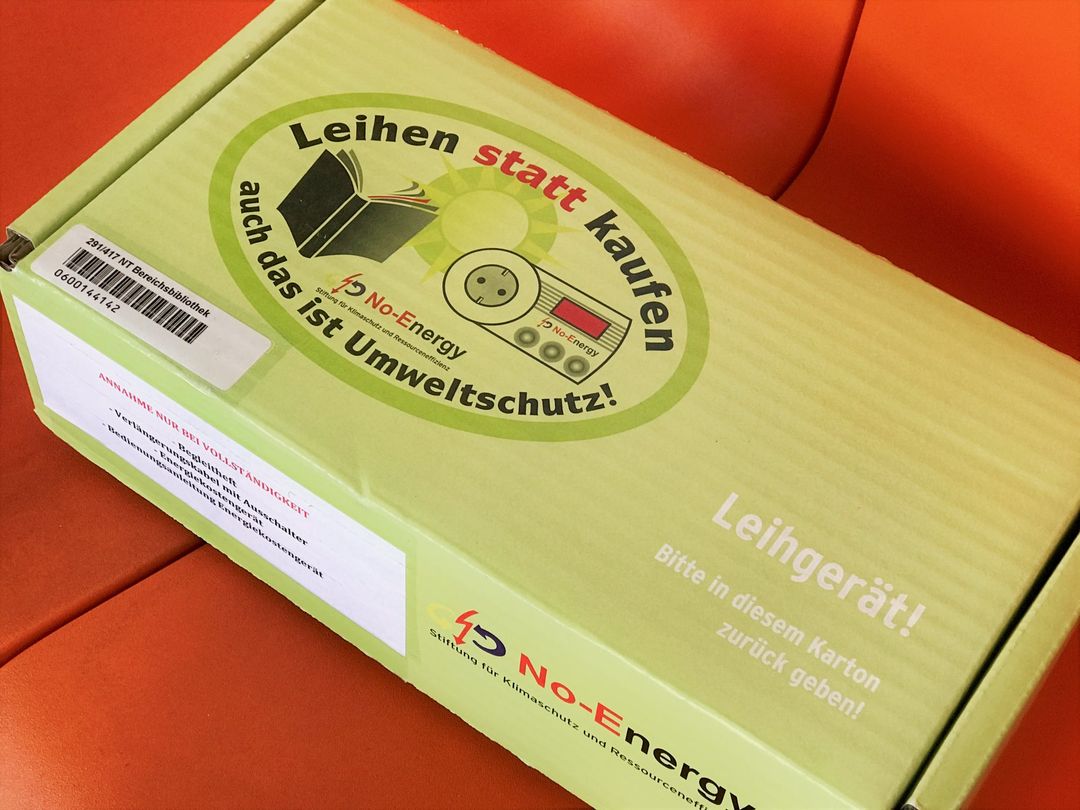 Leihen statt kaufen
auch das ist Umweltschutz!
No-Energy
Stiftung für Klimaschutz und Ressourceneffizienz
No-Energy
291/417 NT Bereichsbibliothek
0600144142
ANNAHME NUR BEI VOLLSTÄNDIGKEIT
- Begleitheft
- Verlängerungskabel mit Ausschalter
- Energiekostengerät
- Bedienungsanleitung Energiekostengerät
Leihgerät!
Bitte in diesem Karton
zurück geben!
No-Energy
Stiftung für Klimaschutz und